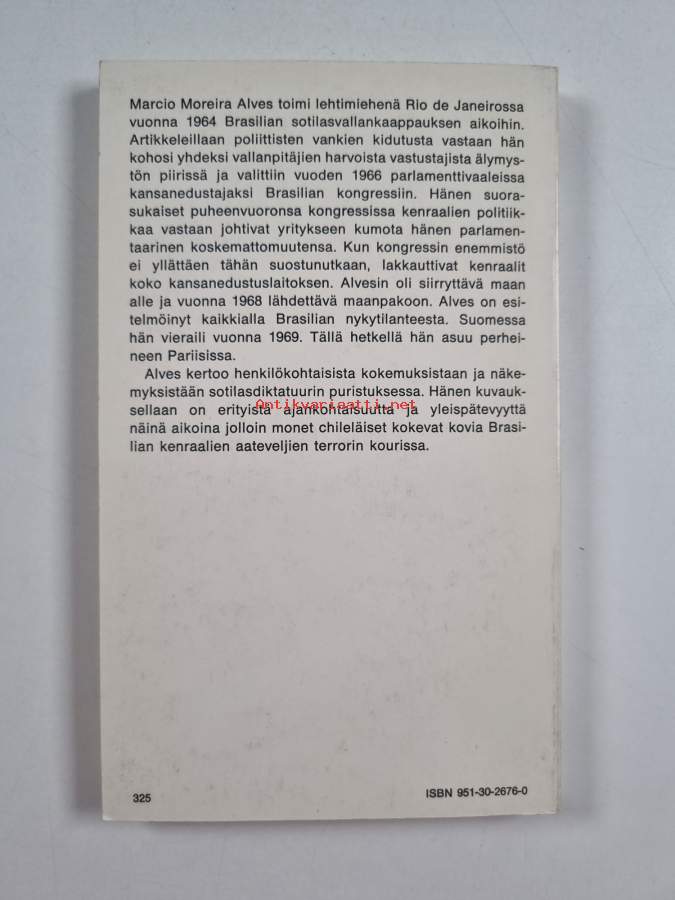 Marcio Moreira Alves toimi lehtimiehenä Rio de Janeirossa
vuonna 1964 Brasilian sotilasvallankaappauksen aikoihin.
Artikkeleillaan poliittisten vankien kidutusta vastaan hän
kohosi yhdeksi vallanpitäjien harvoista vastustajista älymys-
tön piirissä ja valittiin vuoden 1966 parlamenttivaaleissa
kansanedustajaksi Brasilian kongressiin. Hänen suora-
sukaiset puheenvuoronsa kongressissa kenraalien politiik-
kaa vastaan johtivat yritykseen kumota hänen parlamen-
taarinen koskemattomuutensa. Kun kongressin enemmistö
ei yllättäen tähän suostunutkaan, lakkauttivat kenraalit
koko kansanedustuslaitoksen. Alvesin oli siirryttävä maan
alle ja vuonna 1968 lähdettävä maanpakoon. Alves on esi-
telmöinyt kaikkialla Brasilian nykytilanteesta. Suomessa
hän vieraili vuonna 1969. Tällä hetkellä hän asuu perhei-
neen Pariisissa.
Alves kertoo henkilökohtaisista kokemuksistaan ja näke-
myksistään sotilasdiktatuurin puristuksessa. Hänen kuvauk-
sellaan on erityistä ajankohtaisuutta ja yleispätevyyttä
Antikvariaatti.net
näinä aikoina jolloin monet chileläiset kokevat kovia Brasi-
lian kenraalien aateveljien terrorin kourissa.
325
ISBN 951-30-2676-0